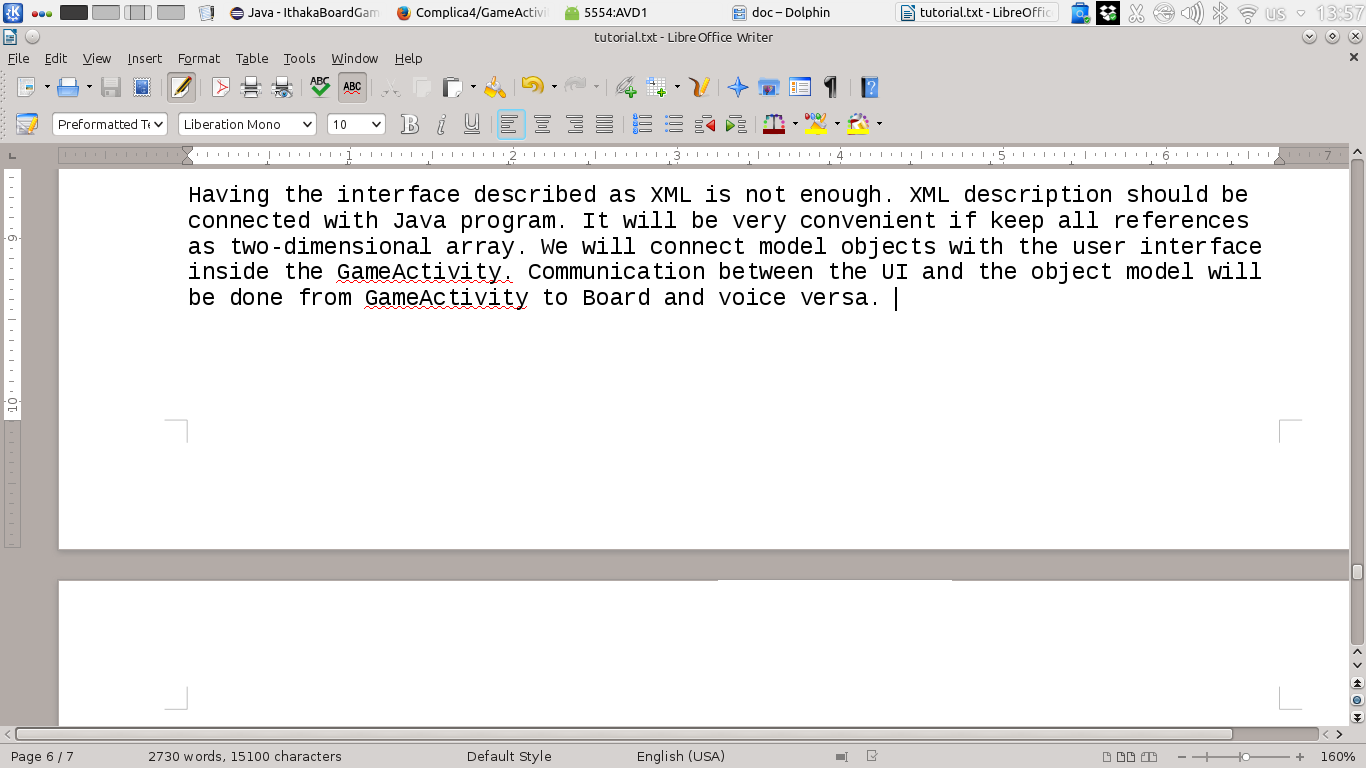 Java - IthakaBoardGam
Complica4/GameActivi
5554:AVD1
doc – Dolphin
tutorial.txt - LibreOffic
us
13:57
tutorial.txt - LibreOffice Writer
File Edit View Insert Format Table Tools Window Help
ABC ABC
Preformatted Te Liberation Mono 10
1 2 3 4 5 6 7
Having the interface described as XML is not enough. XML description should be
connected with Java program. It will be very convenient if keep all references
as two-dimensional array. We will connect model objects with the user interface
inside the GameActivity. Communication between the UI and the object model will
be done from GameActivity to Board and voice versa.
9
10
Page 6 / 7 2730 words, 15100 characters Default Style English (USA) 160%